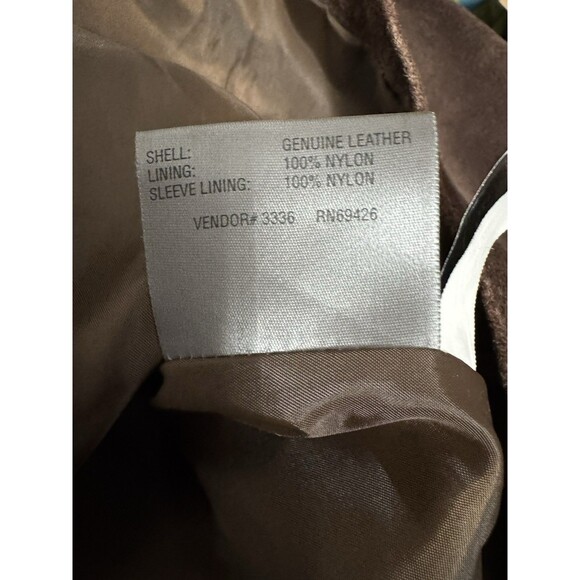 SHELL: GENUINE LEATHER
LINING: 100% NYLON
SLEEVE LINING: 100% NYLON
VENDOR# 3336 RN69426